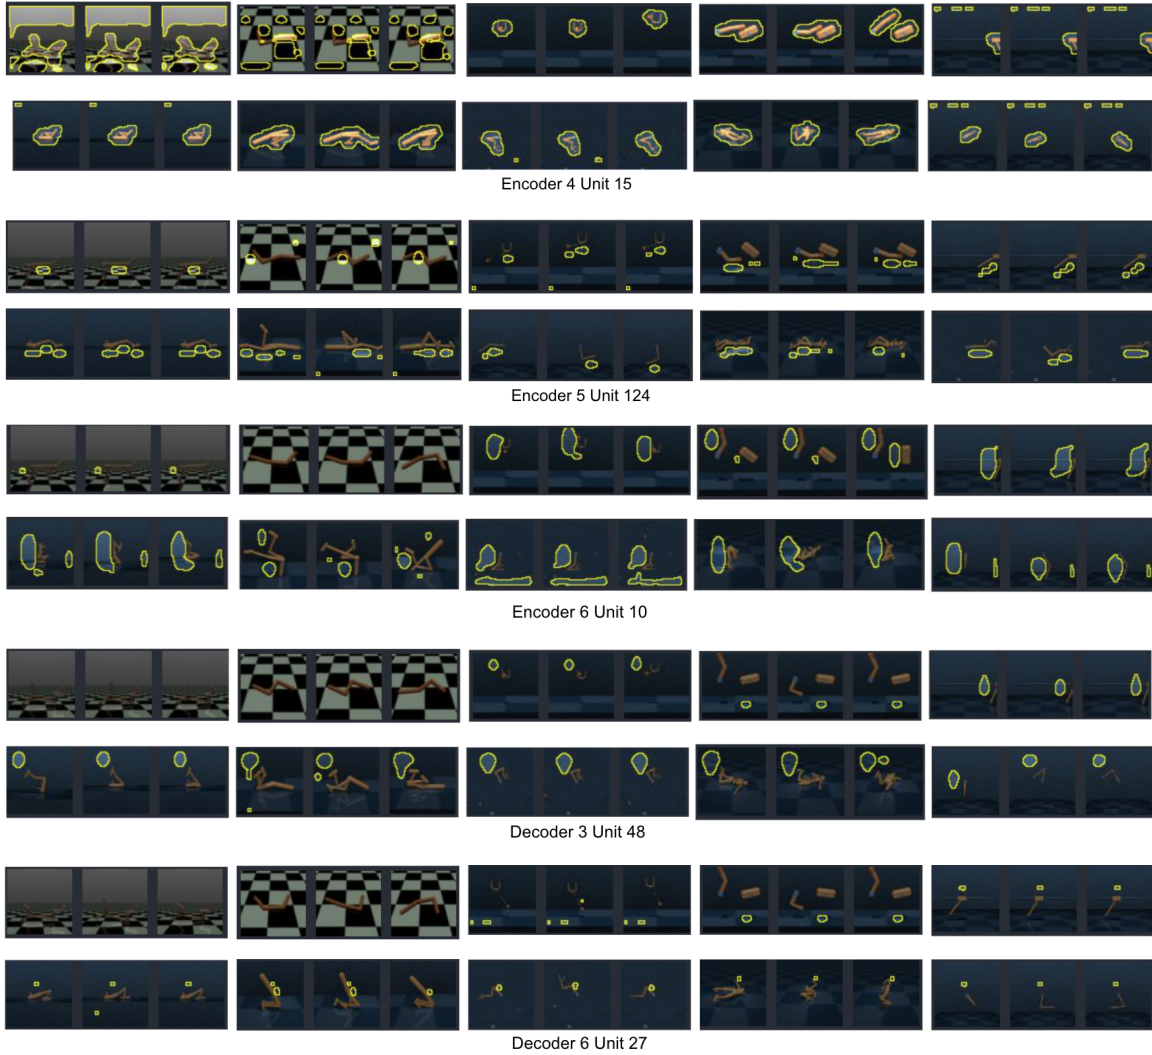 Encoder 4 Unit 15
Encoder 5 Unit 124
Encoder 6 Unit 10
Decoder 3 Unit 48
Decoder 6 Unit 27